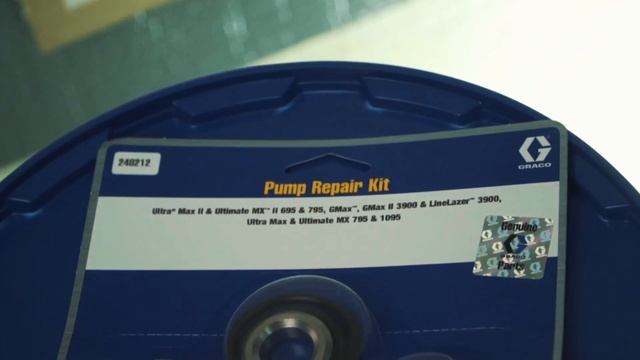 248212
GRACO
Pump Repair Kit
Ultra® Max II & Ultimate MX™ II 695 & 795, GMax™, GMax II 3900 & LineLazer™ 3900,
Ultra Max & Ultimate MX 795 & 1095
Genuine
GRACO
Parts